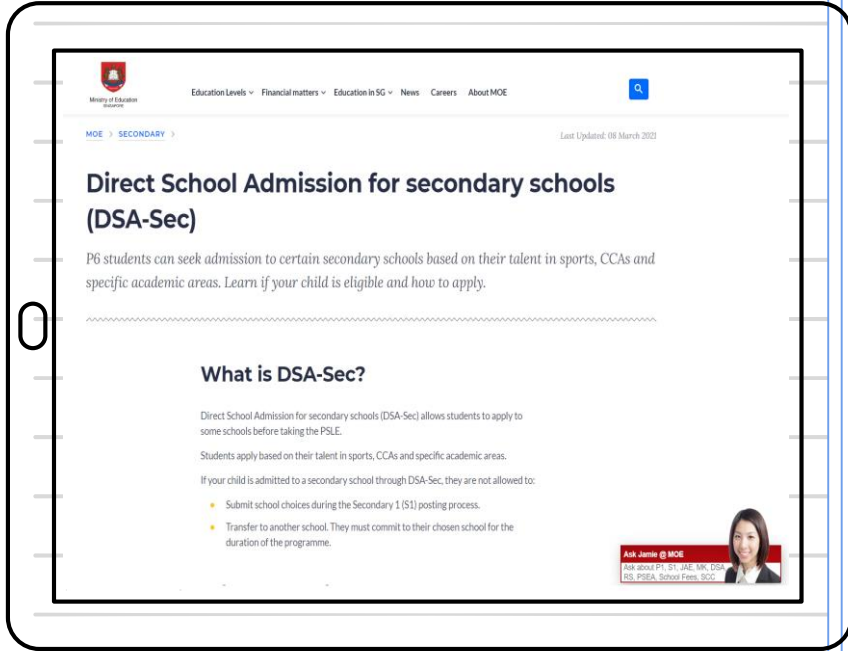 Ministry of Education
SINGAPORE
Education Levels
Financial matters
Education in SG
News
Careers
About MOE
MOE > SECONDARY >
Last Updated: 08 March 2021
Direct School Admission for secondary schools
(DSA-Sec)
P6 students can seek admission to certain secondary schools based on their talent in sports, CCAs and
specific academic areas. Learn if your child is eligible and how to apply.
What is DSA-Sec?
Direct School Admission for secondary schools (DSA-Sec) allows students to apply to
some schools before taking the PSLE.
Students apply based on their talent in sports, CCAs and specific academic areas.
If your child is admitted to a secondary school through DSA-Sec, they are not allowed to:
Submit school choices during the Secondary 1 (S1) posting process.
Transfer to another school. They must commit to their chosen school for the
duration of the programme.
Ask Jamie @ MOE
Ask about P1, S1, JAE, MK, DSA,
RS, PSEA, School Fees, SCC